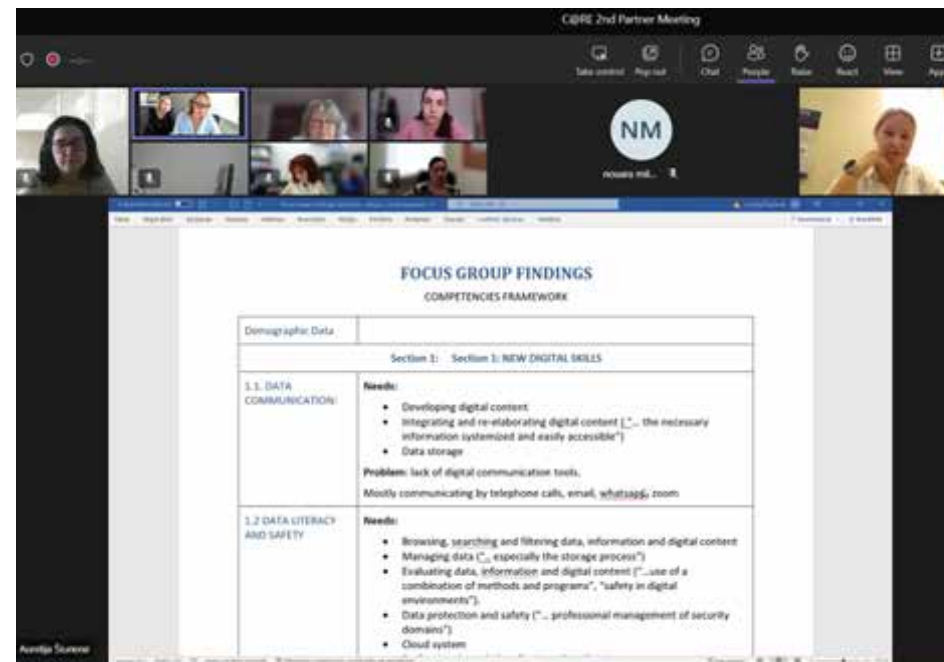 C@RE 2nd Partner Meeting
Take control Pop out Chat People Raise React View
NM
FOCUS GROUP FINDINGS
COMPETENCIES FRAMEWORK
Demographic Data
Section 1: Section 1: NEW DIGITAL SKILLS
1.1. DATA COMMUNICATION:
Needs:
• Developing digital content
• Integrating and re-elaborating digital content ( "... the necessary
information systemized and easily accessible")
• Data storage
Problem: lack of digital communication tools.
Mostly communicating by telephone calls, email, whatsapp, zoom
1.2 DATA LITERACY
AND SAFETY
Needs:
• Browsing, searching and filtering data, information and digital content
• Managing data ("... especially the storage process")
• Evaluating data, information and digital content ("...use of a
combination of methods and programs", "safety in digital
environments").
• Data protection and safety ("... professional management of security
domains")
• Cloud system